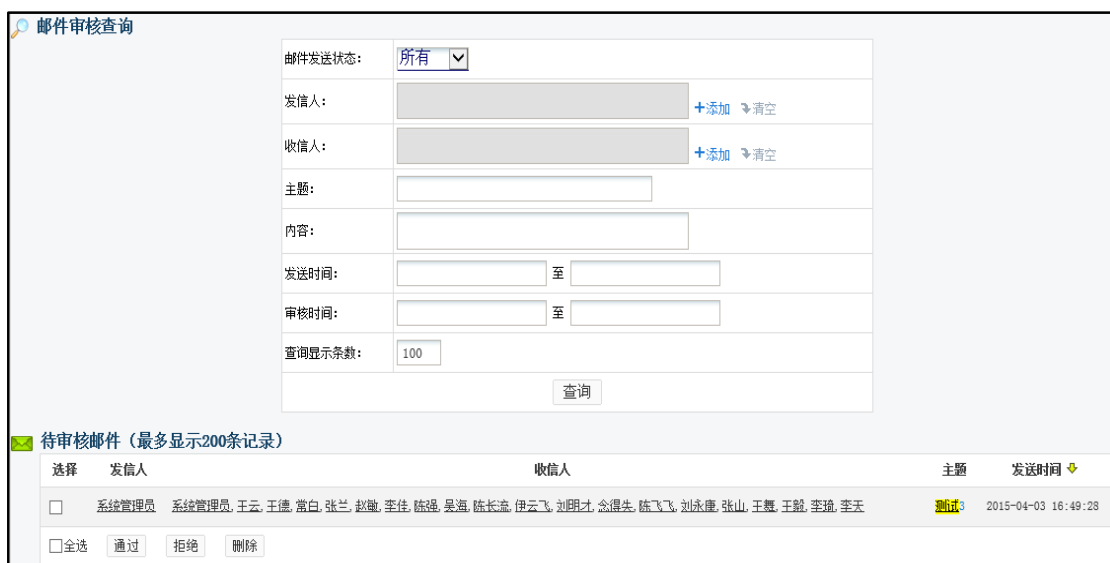 邮件审核查询
邮件发送状态： 所有
发信人： +添加 清空
收信人： +添加 清空
主题：
内容：
发送时间： 至
审核时间： 至
查询显示条数： 100
查询
待审核邮件（最多显示200条记录）
选择 发信人 收信人 主题 发送时间
系统管理员 系统管理员, 王云, 王德, 常白, 张兰, 赵敏, 李佳, 陈强, 吴海, 陈长流, 伊云飞, 刘明才, 念得失, 陈飞飞, 刘永康, 张山, 王舞, 王毅, 李琦, 李天 测试3 2015-04-03 16:49:28
全选 通过 拒绝 删除